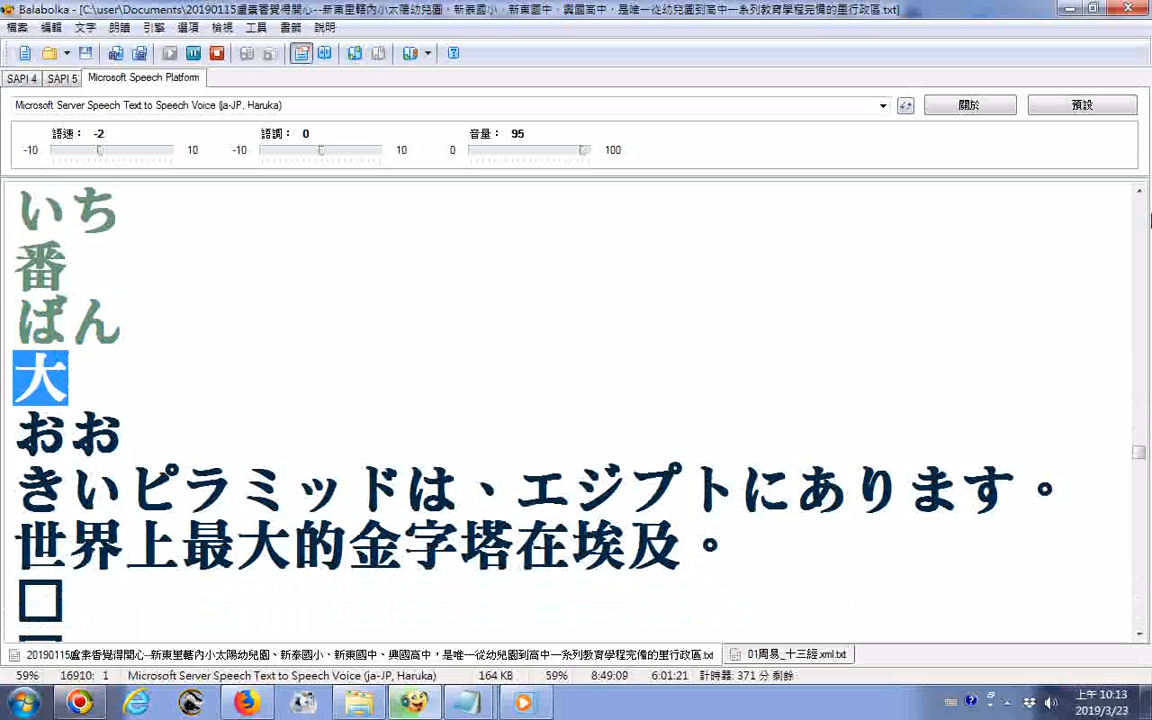 Balabolka - [C:\user\Documents\20190115盧素香覺得開心--新東里轄內小太陽幼兒園、新泰國小、新東國中、興國高中，是唯一從幼兒園到高中一系列教育學程完備的里行政區.txt]
檔案 編輯 文字 朗讀 引擎 選項 檢視 工具 書籤 說明
SAPI 4 SAPI 5 Microsoft Speech Platform
Microsoft Server Speech Text to Speech Voice (ja-JP, Haruka) 關於 預設
語速： -2 語調： 0 音量： 95
-10 10 -10 10 0 100
いち
番
ばん
大
おお
きいピラミッドは、エジプトにあります。
世界上最大的金字塔在埃及。
20190115盧素香覺得開心--新東里轄內小太陽幼兒園、新泰國小、新東國中、興國高中，是唯一從幼兒園到高中一系列教育學程完備的里行政區.txt 01周易_十三經.xml.txt
59% 16910: 1 Microsoft Server Speech Text to Speech Voice (ja-JP, Haruka) 164 KB 59% 8:49:09 6:01:21 計時器: 371 分 剩餘
上午 10:13
2019/3/23